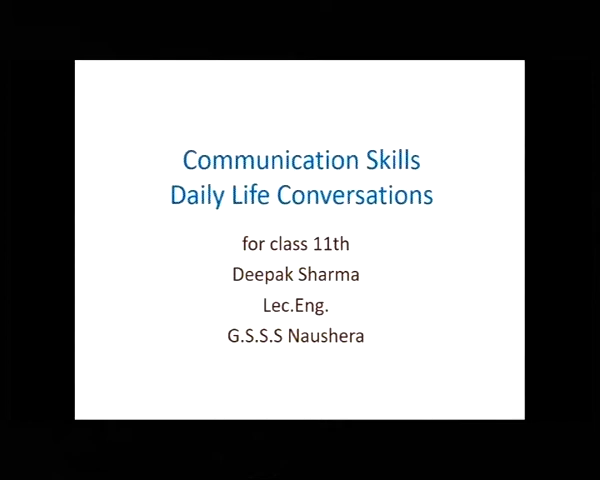 Communication Skills
Daily Life Conversations
for class 11th
Deepak Sharma
Lec.Eng.
G.S.S.S Naushera